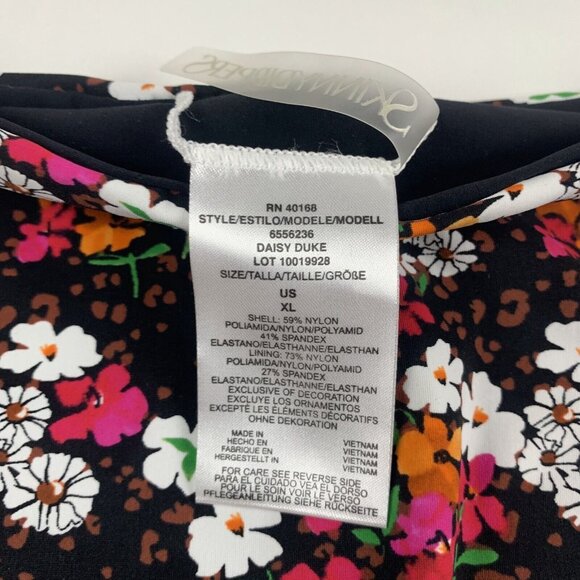 SKINNYDIPPERS
RN 40168
STYLE/ESTILO/MODELE/MODELL
6556236
DAISY DUKE
LOT 10019928
SIZE/TALLA/TAILLE/GRÖßE
US
XL
SHELL: 59% NYLON
POLIAMIDA/NYLON/POLYAMID
41% SPANDEX
ELASTANO/ELASTHANNE/ELASTHAN
LINING: 73% NYLON
POLIAMIDA/NYLON/POLYAMID
27% SPANDEX
ELASTANO/ELASTHANNE/ELASTHAN
EXCLUSIVE OF DECORATION
EXCLUYE LOS ORNAMENTOS
EXCEPTÉ LES ÉLÉMENTS DÉCORATIFS
OHNE DEKORATION
MADE IN VIETNAM
HECHO EN VIETNAM
FABRIQUE EN VIETNAM
HERGESTELLT IN VIETNAM
FOR CARE SEE REVERSE SIDE
PARA EL CUIDADO VEA EL DORSO
POUR LE SOIN VOIR LE VERSO
PFLEGEANLEITUNG SIEHE RÜCKSEITE